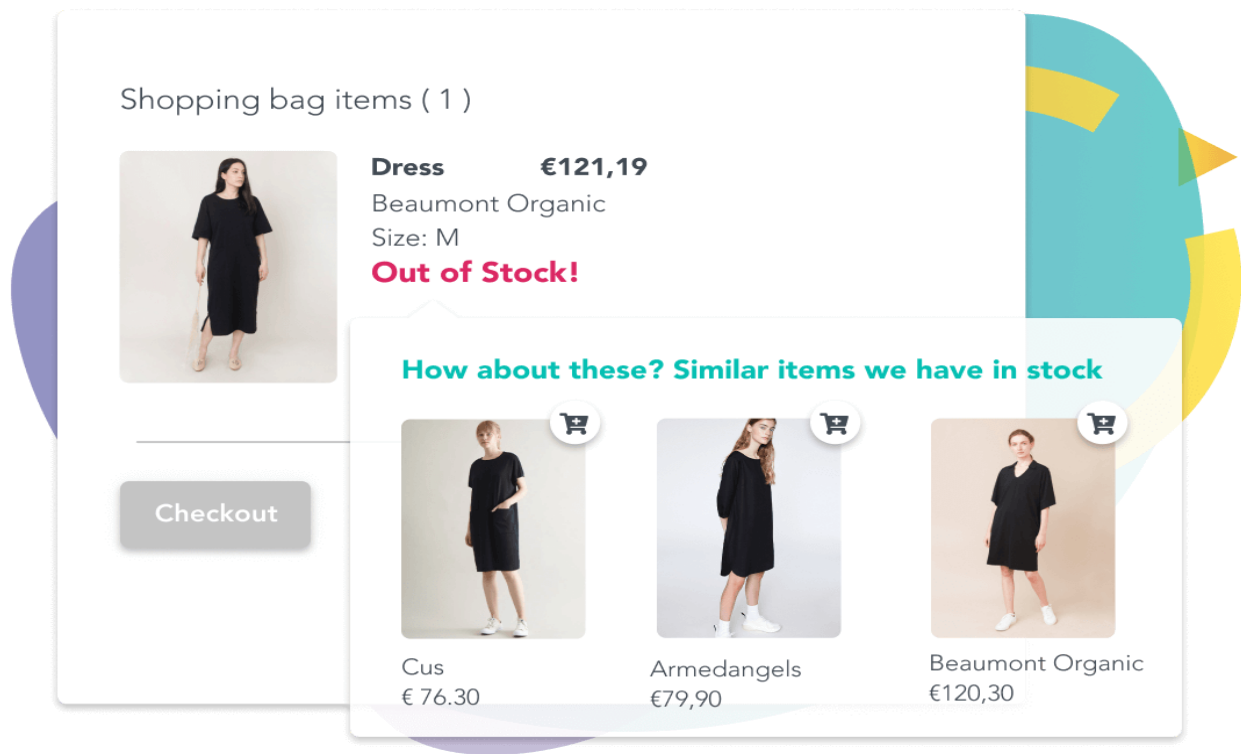 Shopping bag items ( 1 )
Dress €121,19
Beaumont Organic
Size: M
Out of Stock!
How about these? Similar items we have in stock
Checkout
Cus
€ 76.30
Armedangels
€79,90
Beaumont Organic
€120,30